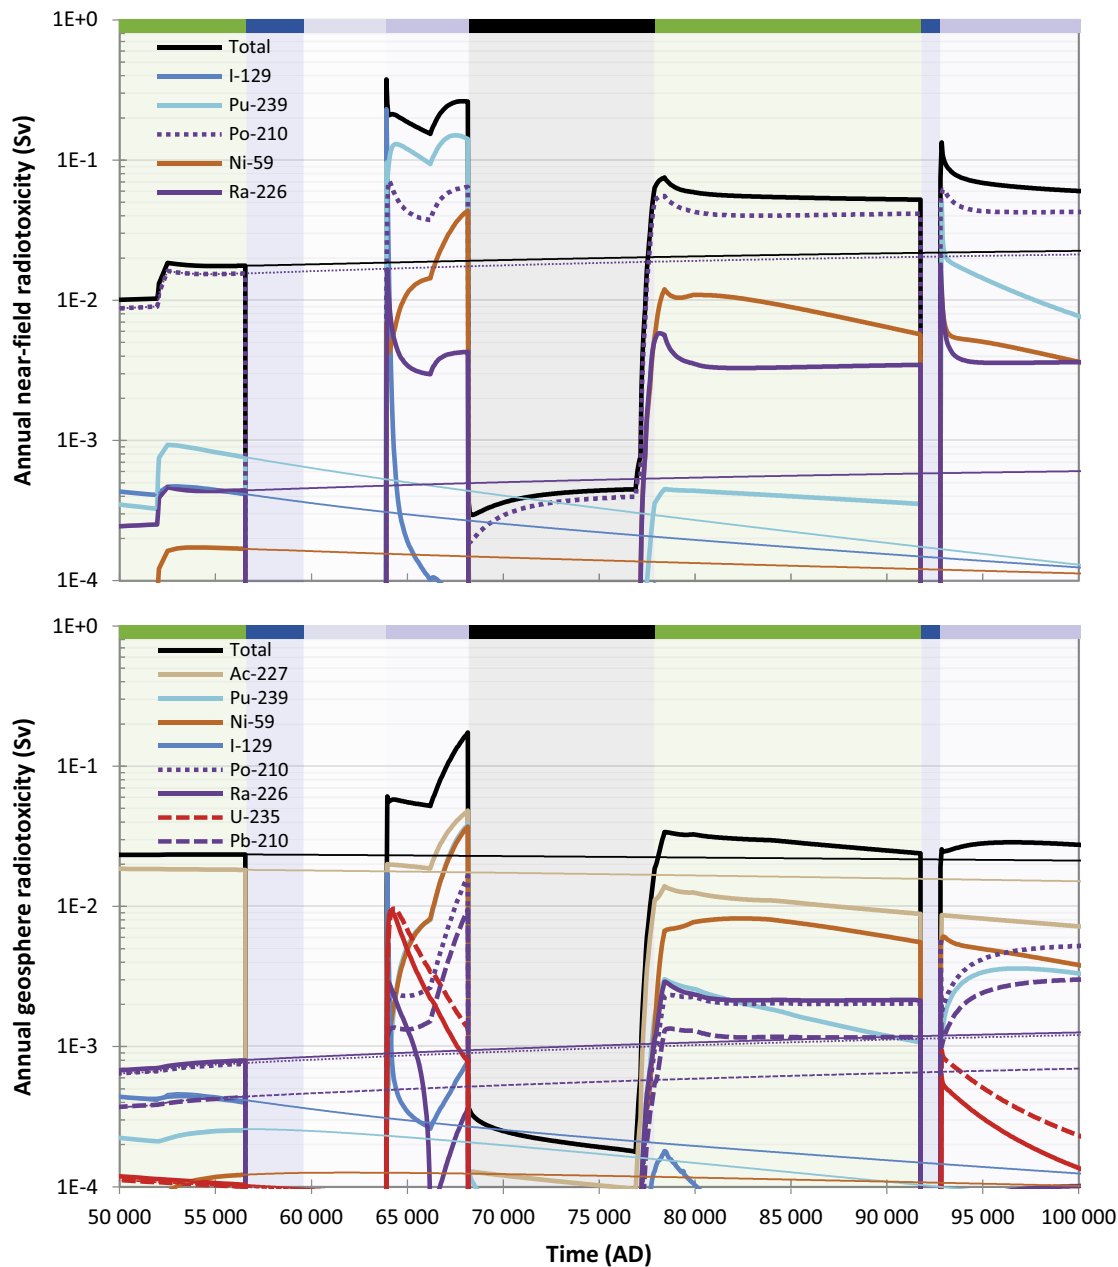 Annual near-field radiotoxicity (Sv)
1E+0
1E-1
1E-2
1E-3
1E-4
Total
I-129
Pu-239
Po-210
Ni-59
Ra-226
Annual geosphere radiotoxicity (Sv)
1E+0
1E-1
1E-2
1E-3
1E-4
Total
Ac-227
Pu-239
Ni-59
I-129
Po-210
Ra-226
U-235
Pb-210
50 000 55 000 60 000 65 000 70 000 75 000 80 000 85 000 90 000 95 000 100 000
Time (AD)